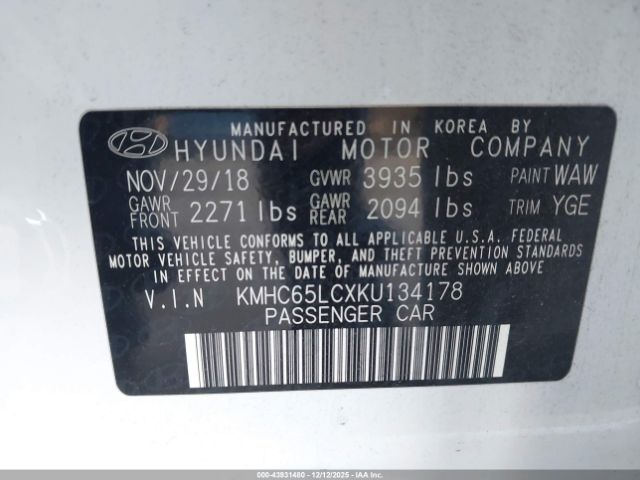 MANUFACTURED IN KOREA BY
HYUNDAI MOTOR COMPANY
NOV/29/18 GVWR 3935 lbs PAINT WAW
GAWR FRONT 2271 lbs GAWR REAR 2094 lbs TRIM YGE
THIS VEHICLE CONFORMS TO ALL APPLICABLE U.S.A. FEDERAL
MOTOR VEHICLE SAFETY, BUMPER, AND THEFT PREVENTION STANDARDS
IN EFFECT ON THE DATE OF MANUFACTURE SHOWN ABOVE.
V.I.N KMHC65LCXKU134178
PASSENGER CAR
000-43931480 - 12/12/2025 - COPART.COM